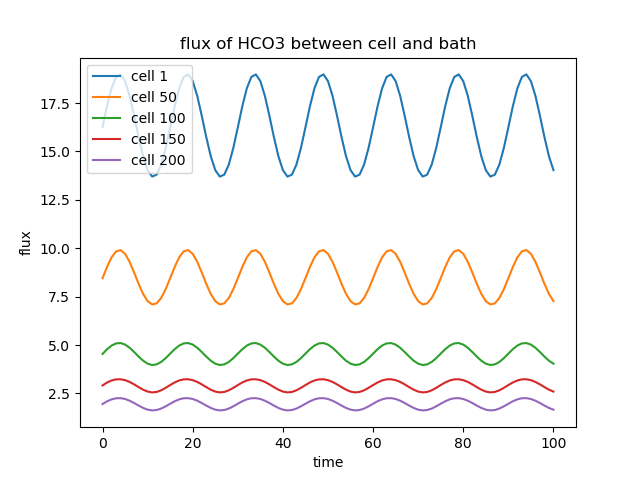 flux of HCO3 between cell and bath
cell 1
cell 50
cell 100
cell 150
cell 200
17.5
15.0
12.5
10.0
7.5
5.0
2.5
flux
0
20
40
60
80
100
time